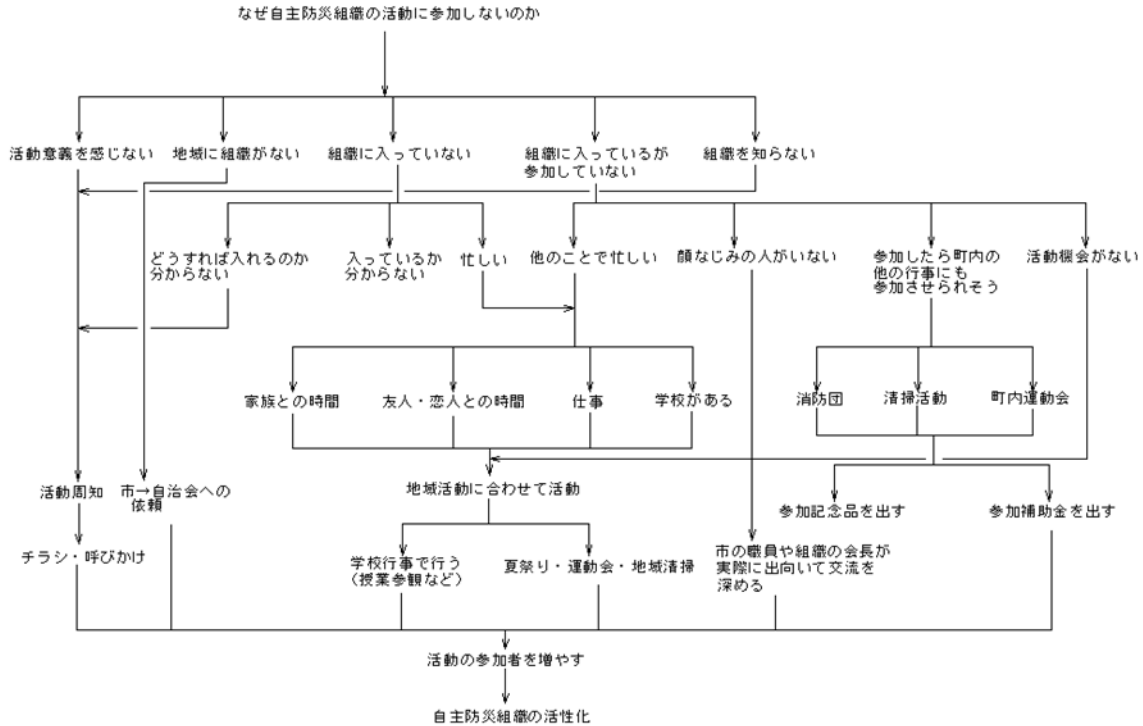 なぜ自主防災組織の活動に参加しないのか
活動意義を感じない
地域に組織がない
組織に入っていない
組織に入っているが
参加していない
組織を知らない
どうすれば入れるのか
分からない
入っているか
分からない
忙しい
他のことで忙しい
顔なじみの人がいない
参加したら町内の
他の行事にも
参加させられそう
活動機会がない
家族との時間
友人・恋人との時間
仕事
学校がある
消防団
清掃活動
町内運動会
活動周知
市→自治会への
依頼
地域活動に合わせて活動
参加記念品を出す
参加補助金を出す
チラシ・呼びかけ
学校行事で行う
(授業参観など)
夏祭り・運動会・地域清掃
市の職員や組織の会長が
実際に出向いて交流を
深める
活動の参加者を増やす
自主防災組織の活性化